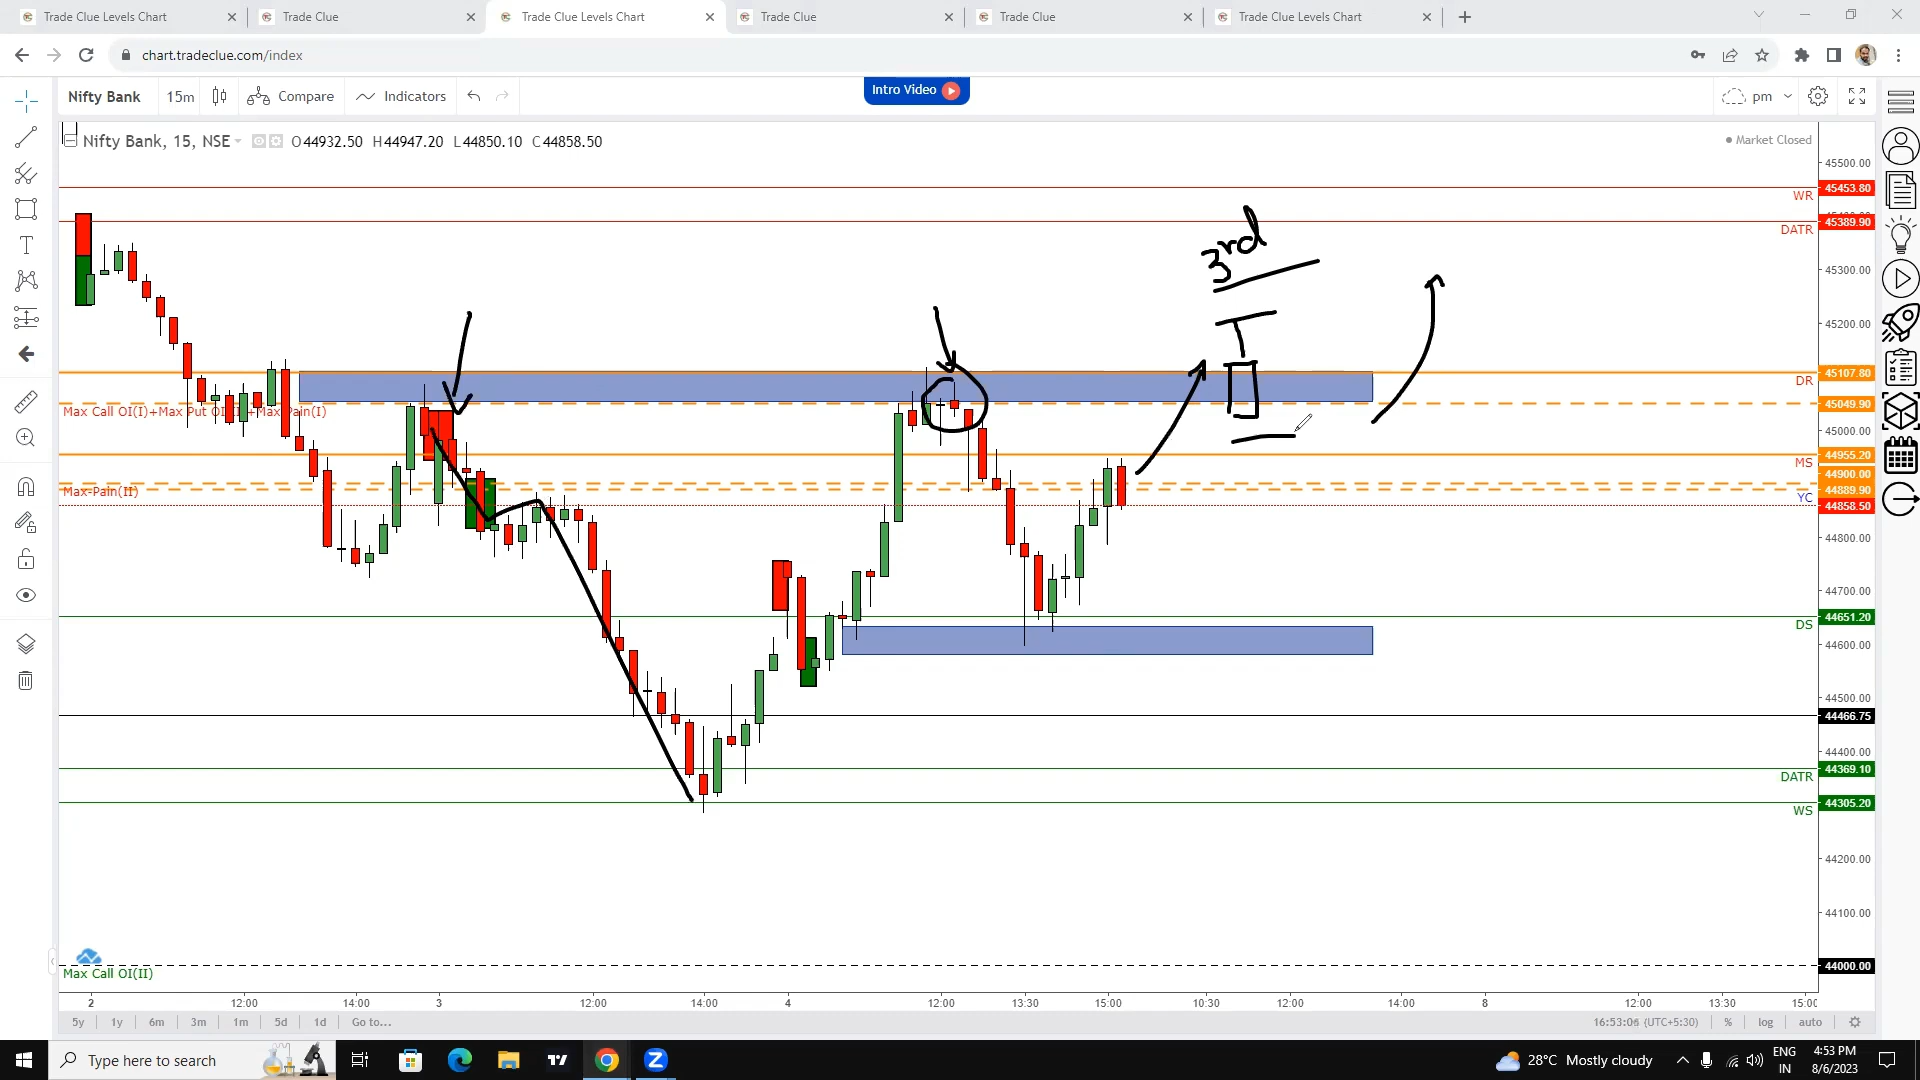 Trade Clue Levels Chart
Trade Clue
Trade Clue Levels Chart
Trade Clue
Trade Clue
Trade Clue Levels Chart
chart.tradeclue.com/index
Nifty Bank
15m
Compare
Indicators
Intro Video
pm
Nifty Bank, 15, NSE
O44932.50 H44947.20 L44850.10 C44858.50
Market Closed
45500.00
45453.80
WR
45389.90
DATR
3rd
45300.00
45200.00
45107.80
DR
Max Call OI(I)+Max Put OI(I)+Max Pain(I)
45049.90
45000.00
44955.20
MS
44900.00
Max-Pain(II)
44889.90
YC
44858.50
44800.00
44700.00
44651.20
DS
44600.00
44500.00
44466.75
44400.00
44369.10
DATR
44305.20
WS
44200.00
44100.00
44000.00
Max Call OI(II)
2 12:00 14:00 3 12:00 14:00 4 12:00 13:30 15:00 10:30 12:00 14:00 8 12:00 13:30 15:00
5y 1y 6m 3m 1m 5d 1d Go to...
16:53:06 (UTC+5:30) % log auto
Type here to search
28°C Mostly cloudy
ENG
IN
4:53 PM
8/6/2023